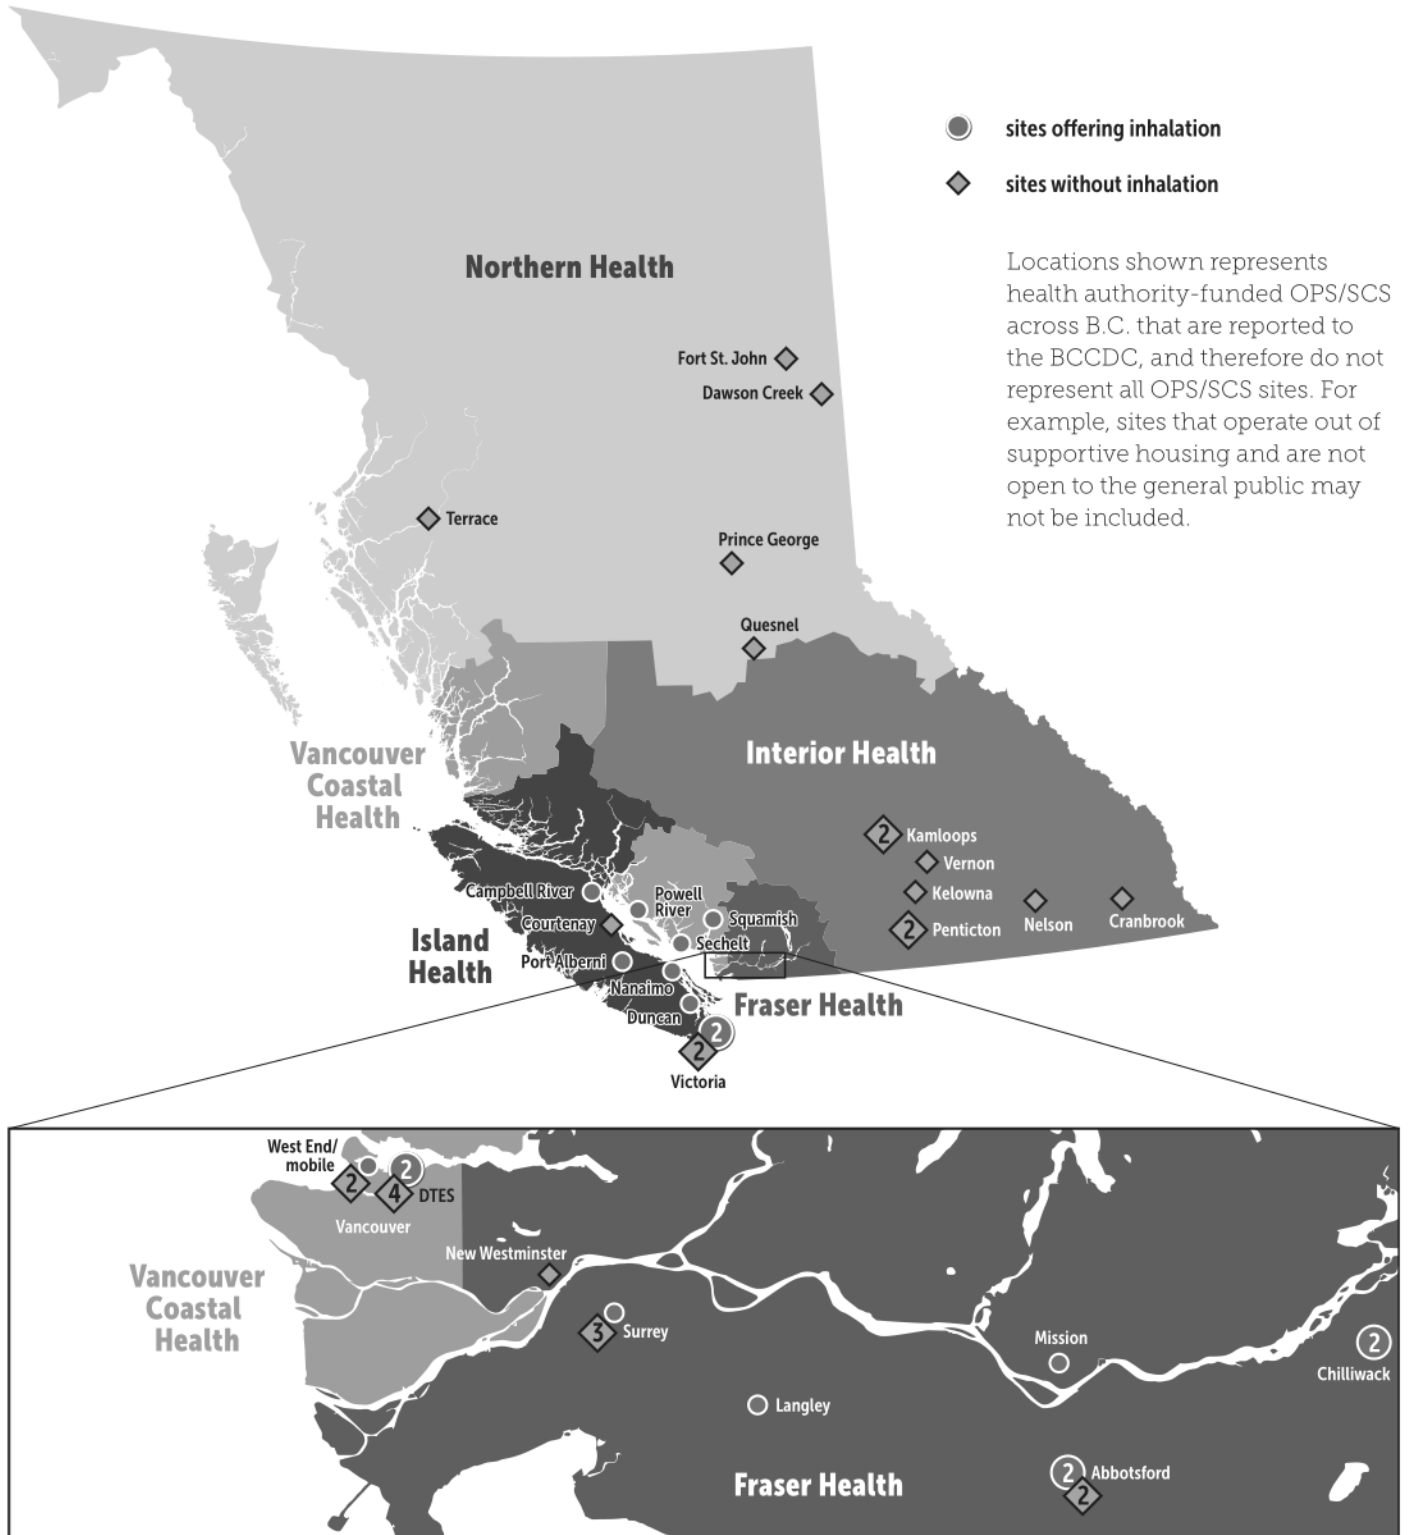 sites offering inhalation
sites without inhalation
Locations shown represents
health authority-funded OPS/SCS
across B.C. that are reported to
the BCCDC, and therefore do not
represent all OPS/SCS sites. For
example, sites that operate out of
supportive housing and are not
open to the general public may
not be included.
Northern Health
Fort St. John
Dawson Creek
Terrace
Prince George
Quesnel
Vancouver
Coastal
Health
Interior Health
2 Kamloops
Vernon
Kelowna
2 Penticton
Nelson
Cranbrook
Campbell River
Powell
River
Squamish
Courtenay
Sechelt
Island
Health
Port Alberni
Nanaimo
Duncan
Fraser Health
2
2
Victoria
West End/
mobile
2
2
4 DTES
Vancouver
New Westminster
Vancouver
Coastal
Health
3 Surrey
Mission
2
Chilliwack
Langley
2 Abbotsford
2
Fraser Health